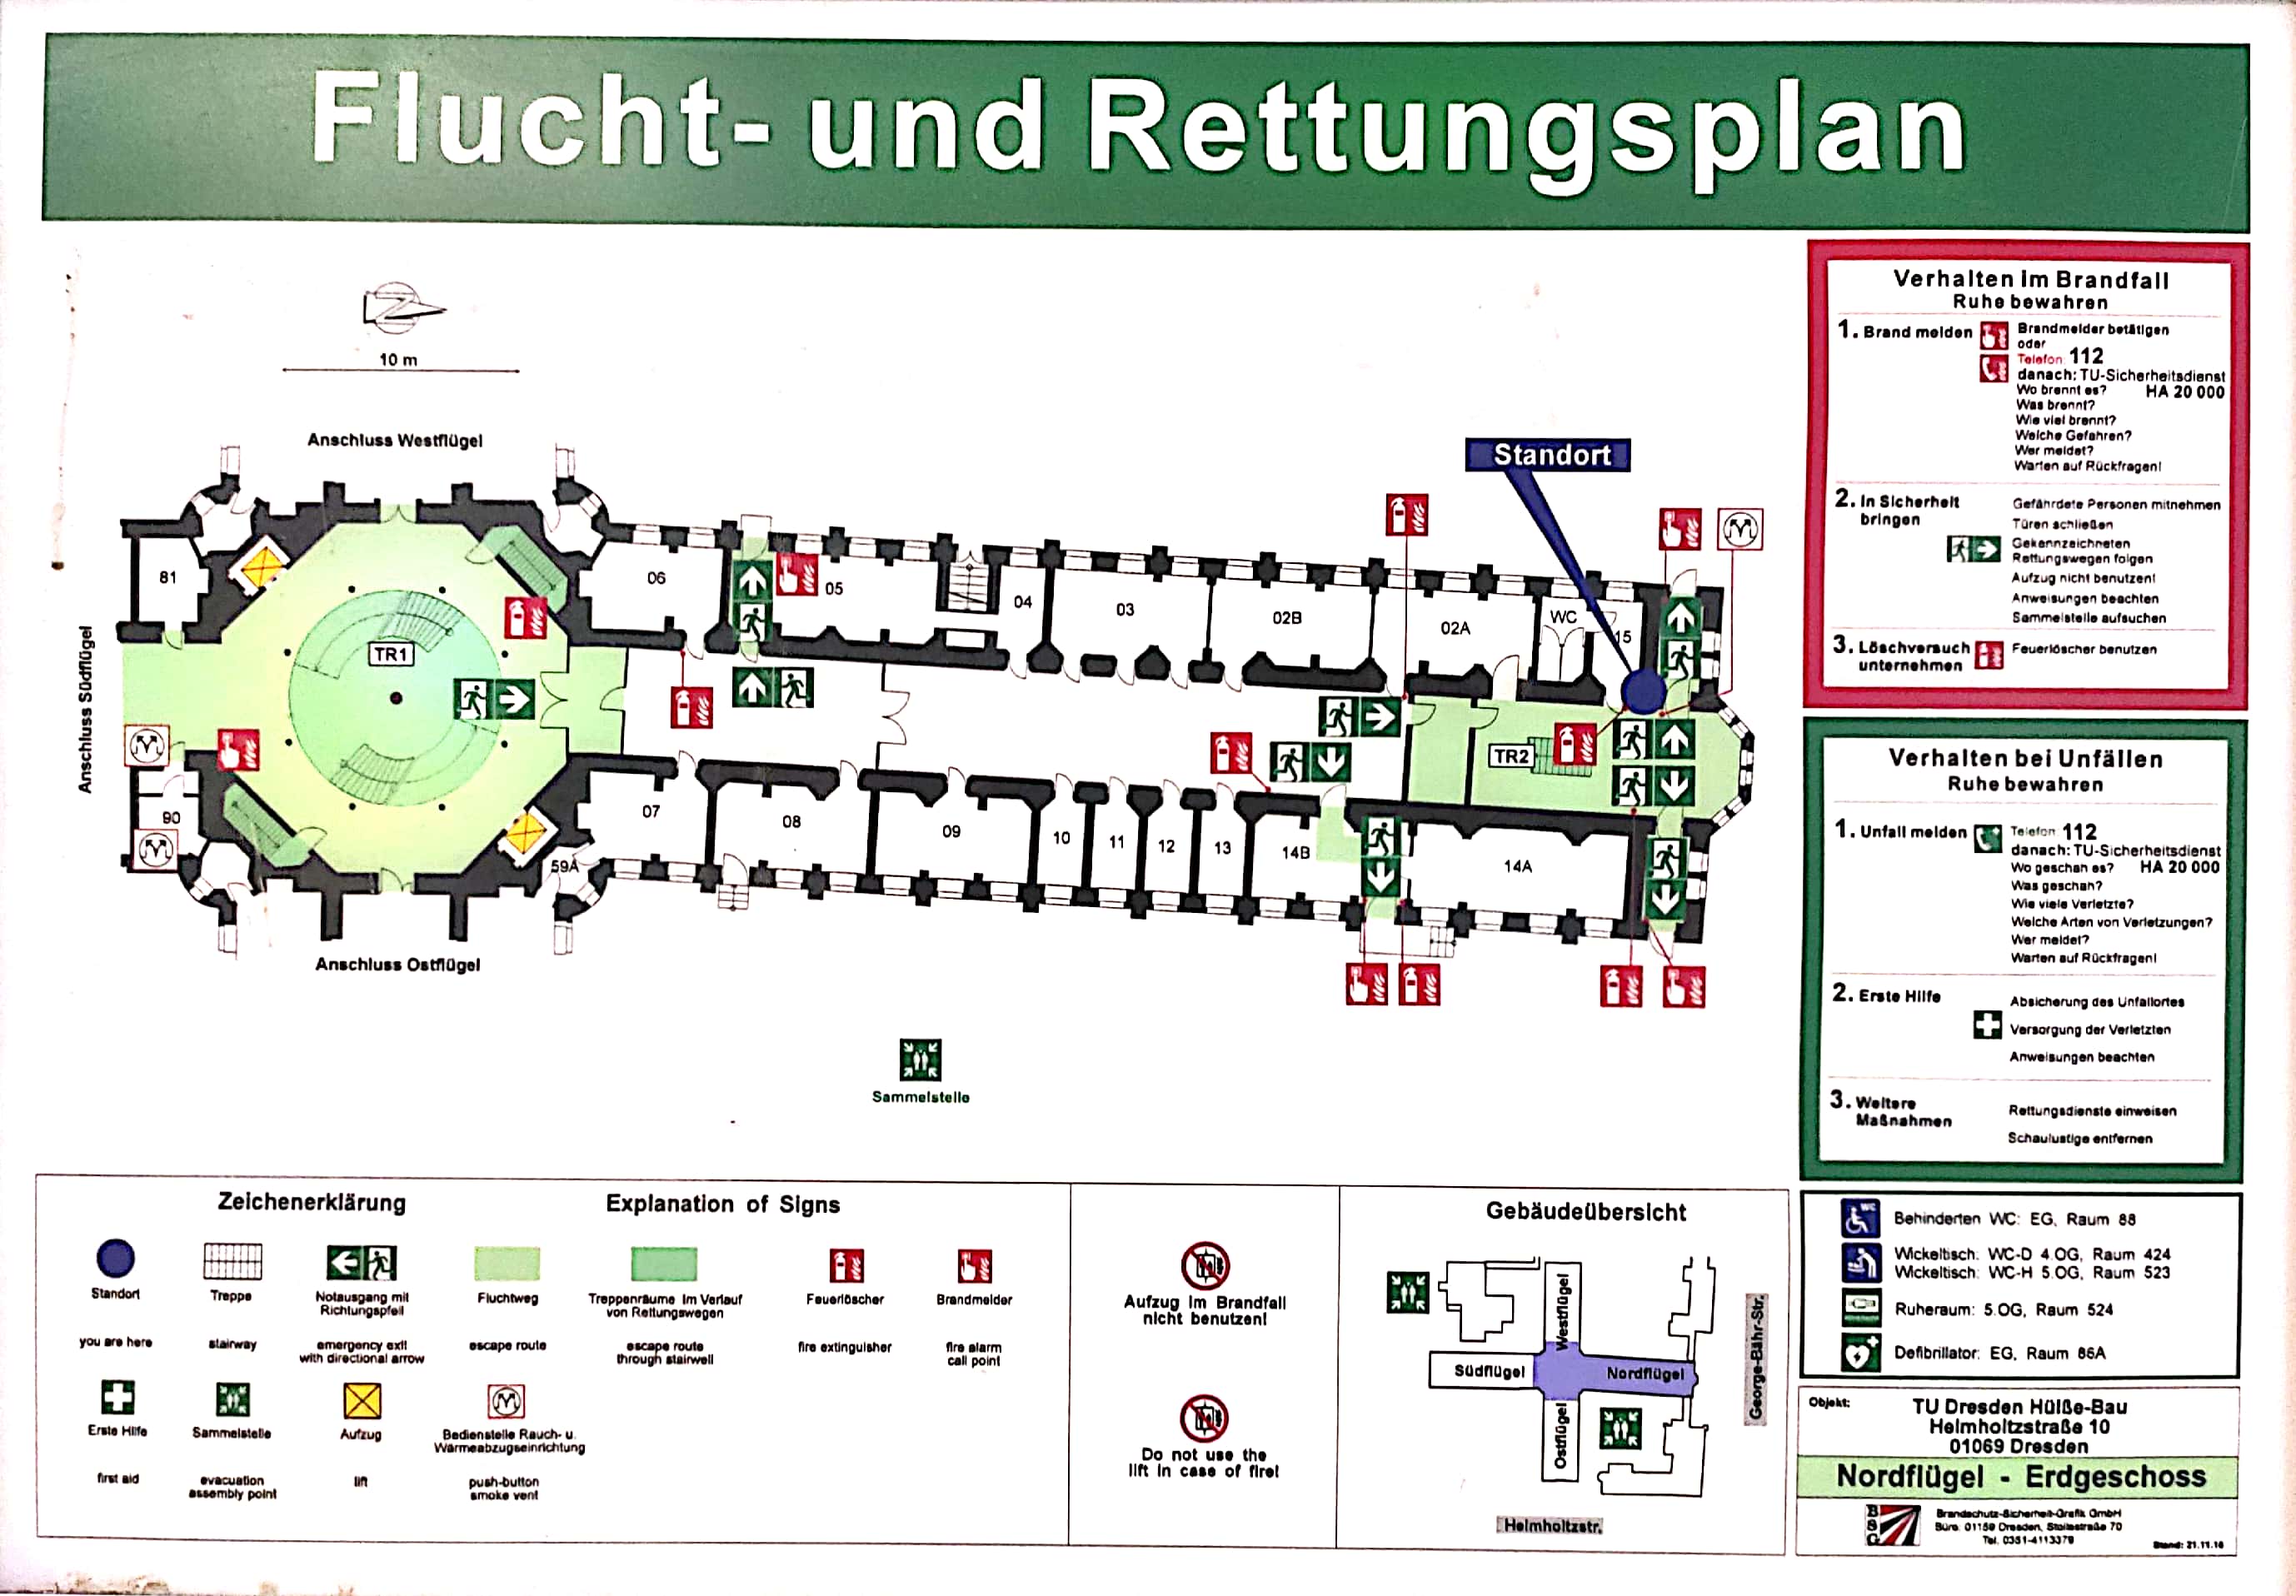 Flucht- und Rettungsplan
10 m
Anschluss Westflügel
Anschluss Südflügel
Anschluss Ostflügel
Standort
81
06
05
04
03
02B
02A
WC
15
TR1
TR2
90
59A
07
08
09
10
11
12
13
14B
14A
Sammelstelle
Verhalten im Brandfall
Ruhe bewahren
1. Brand melden
Brandmelder betätigen
oder
Telefon 112
danach: TU-Sicherheitsdienst
Wo brennt es? HA 20 000
Was brennt?
Wie viel brennt?
Welche Gefahren?
Wer meldet?
Warten auf Rückfragen!
2. In Sicherheit
bringen
Gefährdete Personen mitnehmen
Türen schließen
Gekennzeichneten
Rettungswegen folgen
Aufzug nicht benutzen!
Anweisungen beachten
Sammelstelle aufsuchen
3. Löschversuch
unternehmen
Feuerlöscher benutzen
Verhalten bei Unfällen
Ruhe bewahren
1. Unfall melden
Telefon 112
danach: TU-Sicherheitsdienst
Wo geschah es? HA 20 000
Was geschah?
Wie viele Verletzte?
Welche Arten von Verletzungen?
Wer meldet?
Warten auf Rückfragen!
2. Erste Hilfe
Absicherung des Unfallortes
Versorgung der Verletzten
Anweisungen beachten
3. Weitere
Maßnahmen
Rettungsdienste einweisen
Schaulustige entfernen
Zeichenerklärung
Explanation of Signs
Standort
you are here
Treppe
stairway
Notausgang mit
Richtungspfeil
emergency exit
with directional arrow
Fluchtweg
escape route
Treppenräume im Verlauf
von Rettungswegen
escape route
through stairwell
Feuerlöscher
fire extinguisher
Brandmelder
fire alarm
call point
Erste Hilfe
first aid
Sammelstelle
evacuation
assembly point
Aufzug
lift
Bedienstelle Rauch- u.
Wärmeabzugseinrichtung
push-button
smoke vent
Aufzug im Brandfall
nicht benutzen!
Do not use the
lift in case of fire!
Gebäudeübersicht
Westflügel
Südflügel
Nordflügel
Ostflügel
George-Bähr-Str.
Helmholtzstr.
WC
Behinderten WC: EG, Raum 88
Wickeltisch: WC-D 4.OG, Raum 424
Wickeltisch: WC-H 5.OG, Raum 523
Ruheraum: 5.OG, Raum 524
Defibrillator: EG, Raum 86A
Objekt:
TU Dresden Hülße-Bau
Helmholtzstraße 10
01069 Dresden
Nordflügel - Erdgeschoss
BSG
Brandschutz-Sicherheit-Grafik GmbH
Büro: 01159 Dresden, Stollestraße 70
Tel. 0351-4113379
Stand: 21.11.16